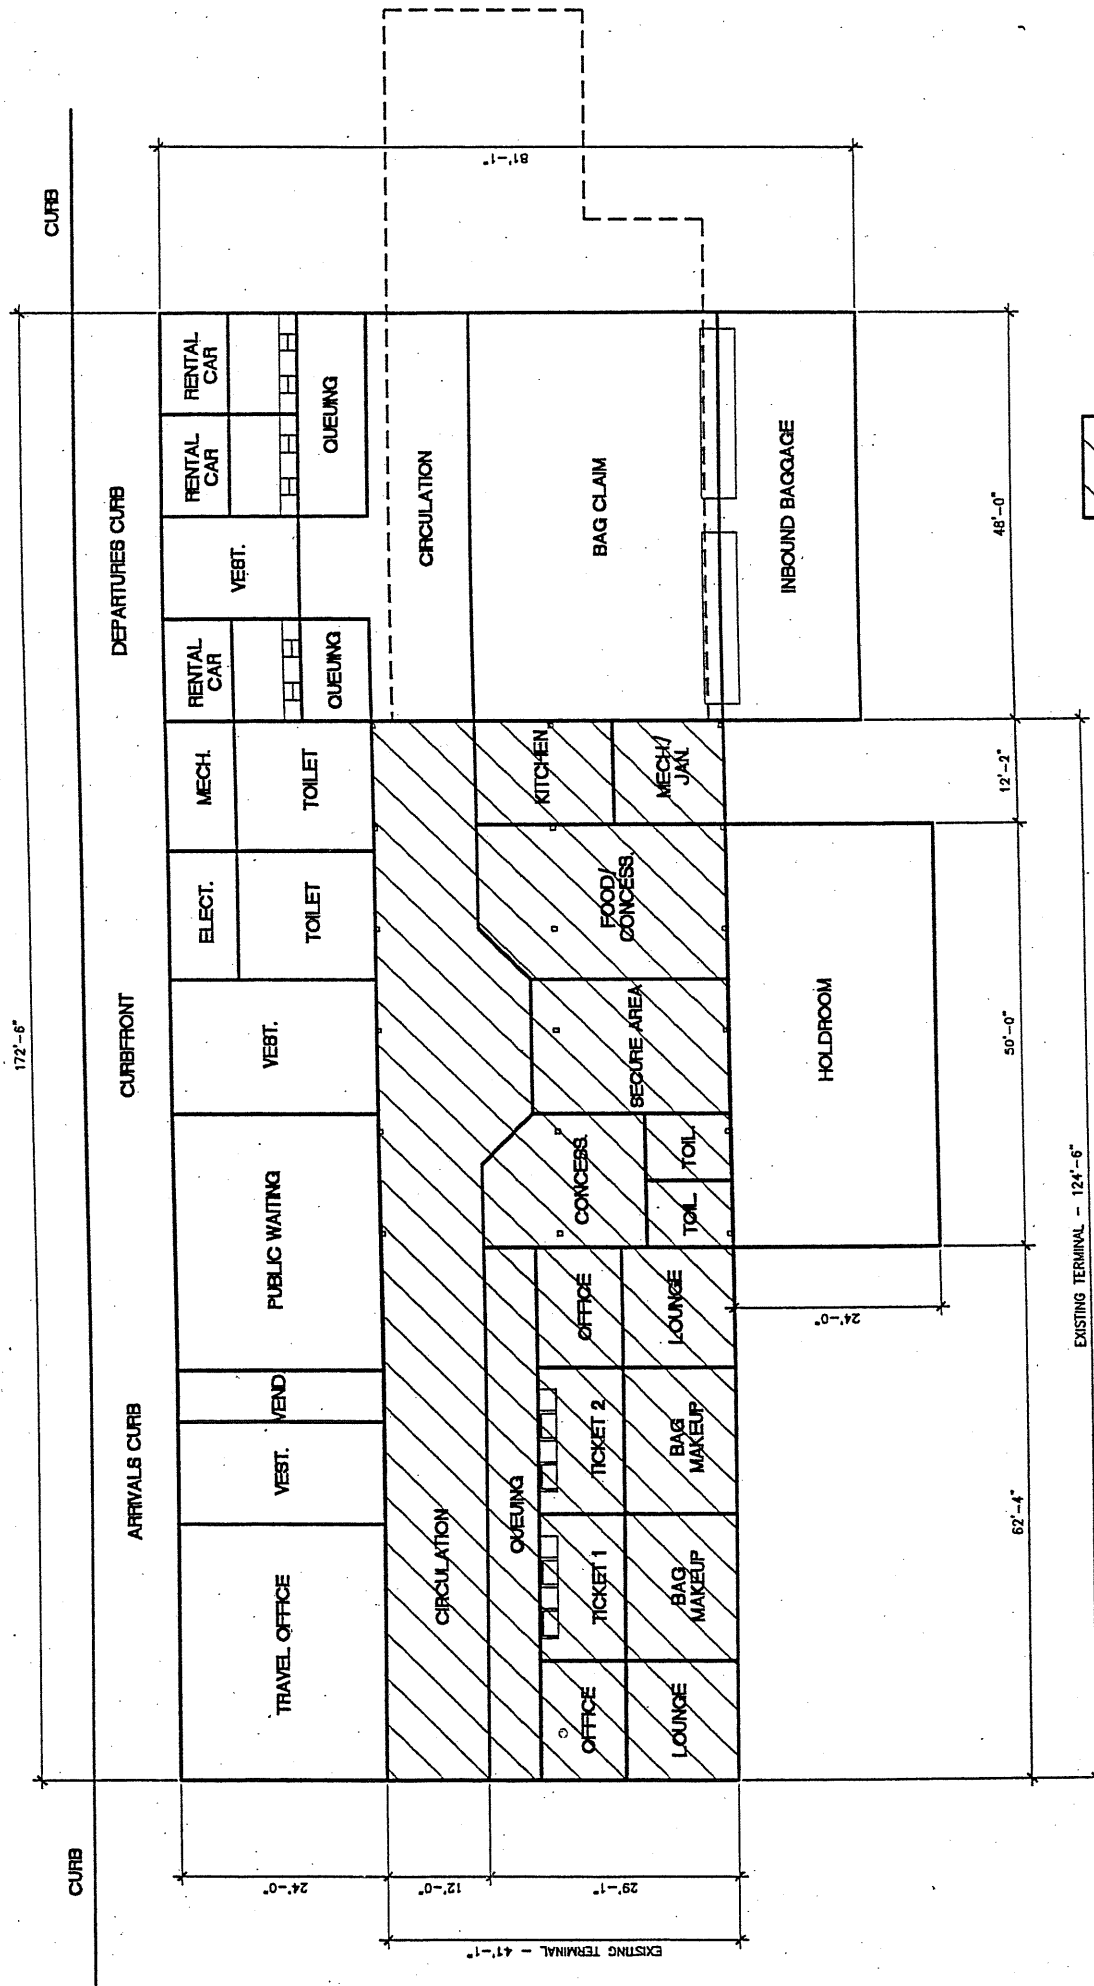 CURB
CURB
ARRIVALS CURB
CURBFRONT
DEPARTURES CURB
172'-6"
TRAVEL OFFICE
VEST.
VEND
PUBLIC WAITING
VEST.
ELECT.
TOILET
MECH.
TOILET
RENTAL
CAR
QUEUING
VEST.
RENTAL
CAR
RENTAL
CAR
QUEUING
CIRCULATION
CIRCULATION
QUEUING
OFFICE
TICKET 1
TICKET 2
OFFICE
LOUNGE
BAG
MAKEUP
BAG
MAKEUP
LOUNGE
CONCESS.
TOIL.
TOIL.
SECURE AREA
FOOD/
CONCESS.
KITCHEN
MECH./
JAN.
BAG CLAIM
INBOUND BAGGAGE
HOLDROOM
24'-0"
12'-0"
29'-1"
EXISTING TERMINAL - 41'-1"
81'-1"
24'-0"
62'-4"
50'-0"
12'-2"
48'-0"
EXISTING TERMINAL - 124'-6"